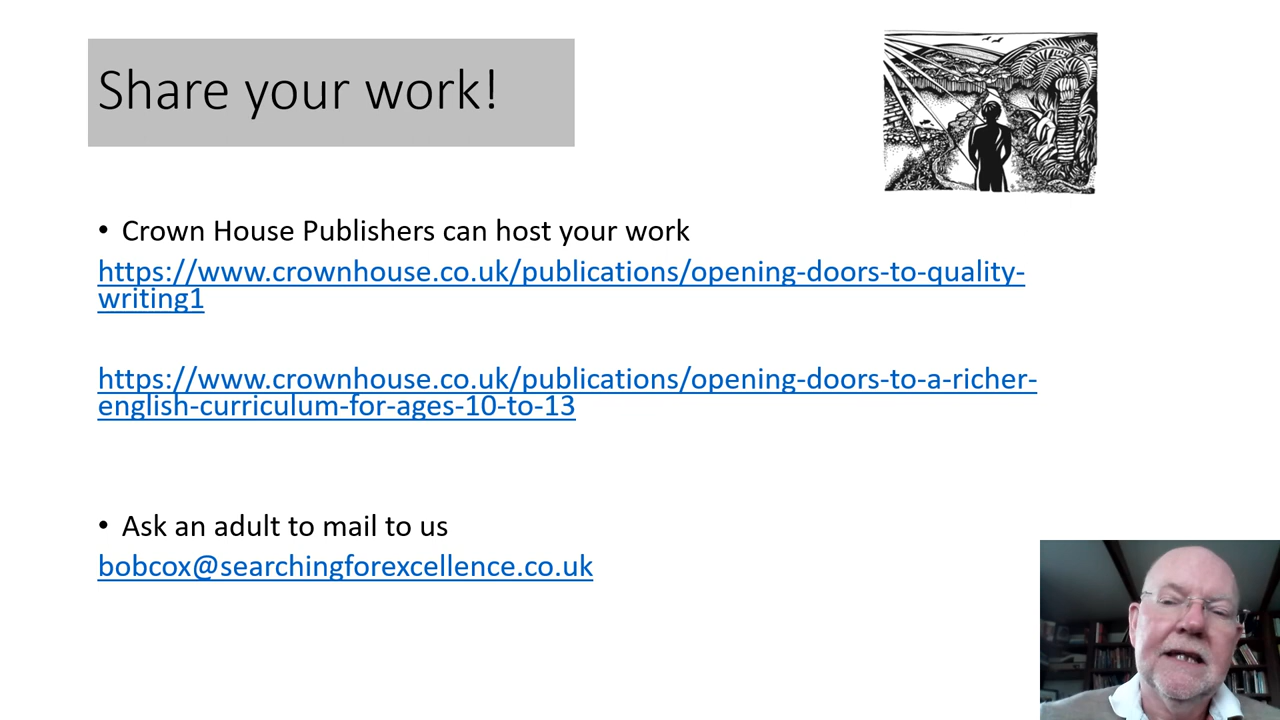 Share your work!
• Crown House Publishers can host your work
https://www.crownhouse.co.uk/publications/opening-doors-to-quality-
writing1
https://www.crownhouse.co.uk/publications/opening-doors-to-a-richer-
english-curriculum-for-ages-10-to-13
• Ask an adult to mail to us
bobcox@searchingforexcellence.co.uk